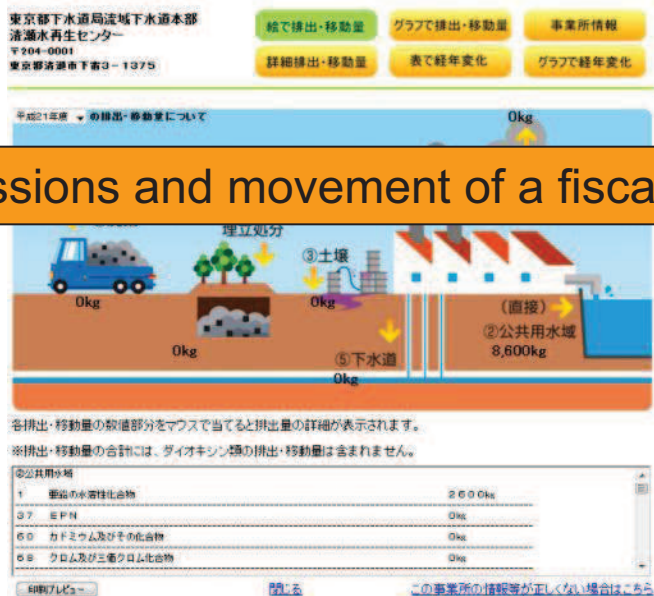 東京都下水道局流域下水道本部
清瀬水再生センター
〒204-0001
東京都清瀬市下宿3-1375
絵で排出・移動量
グラフで排出・移動量
事業所情報
詳細排出・移動量
表で経年変化
グラフで経年変化
平成21年度 の排出・移動量について
0kg
ssions and movement of a fisca
埋立処分
③土壌
0kg
0kg
(直接)
②公共用水域
8,600kg
0kg
⑤下水道
0kg
各排出・移動量の数値部分をマウスで当てると排出量の詳細が表示されます。
※排出・移動量の合計には、ダイオキシン類の排出・移動量は含まれません。
②公共用水域
1 亜鉛の水溶性化合物 2600kg
37 EPN 0kg
60 カドミウム及びその化合物 0kg
68 クロム及び三価クロム化合物 0kg
印刷プレビュー
閉じる
この事業所の情報等が正しくない場合はこちら